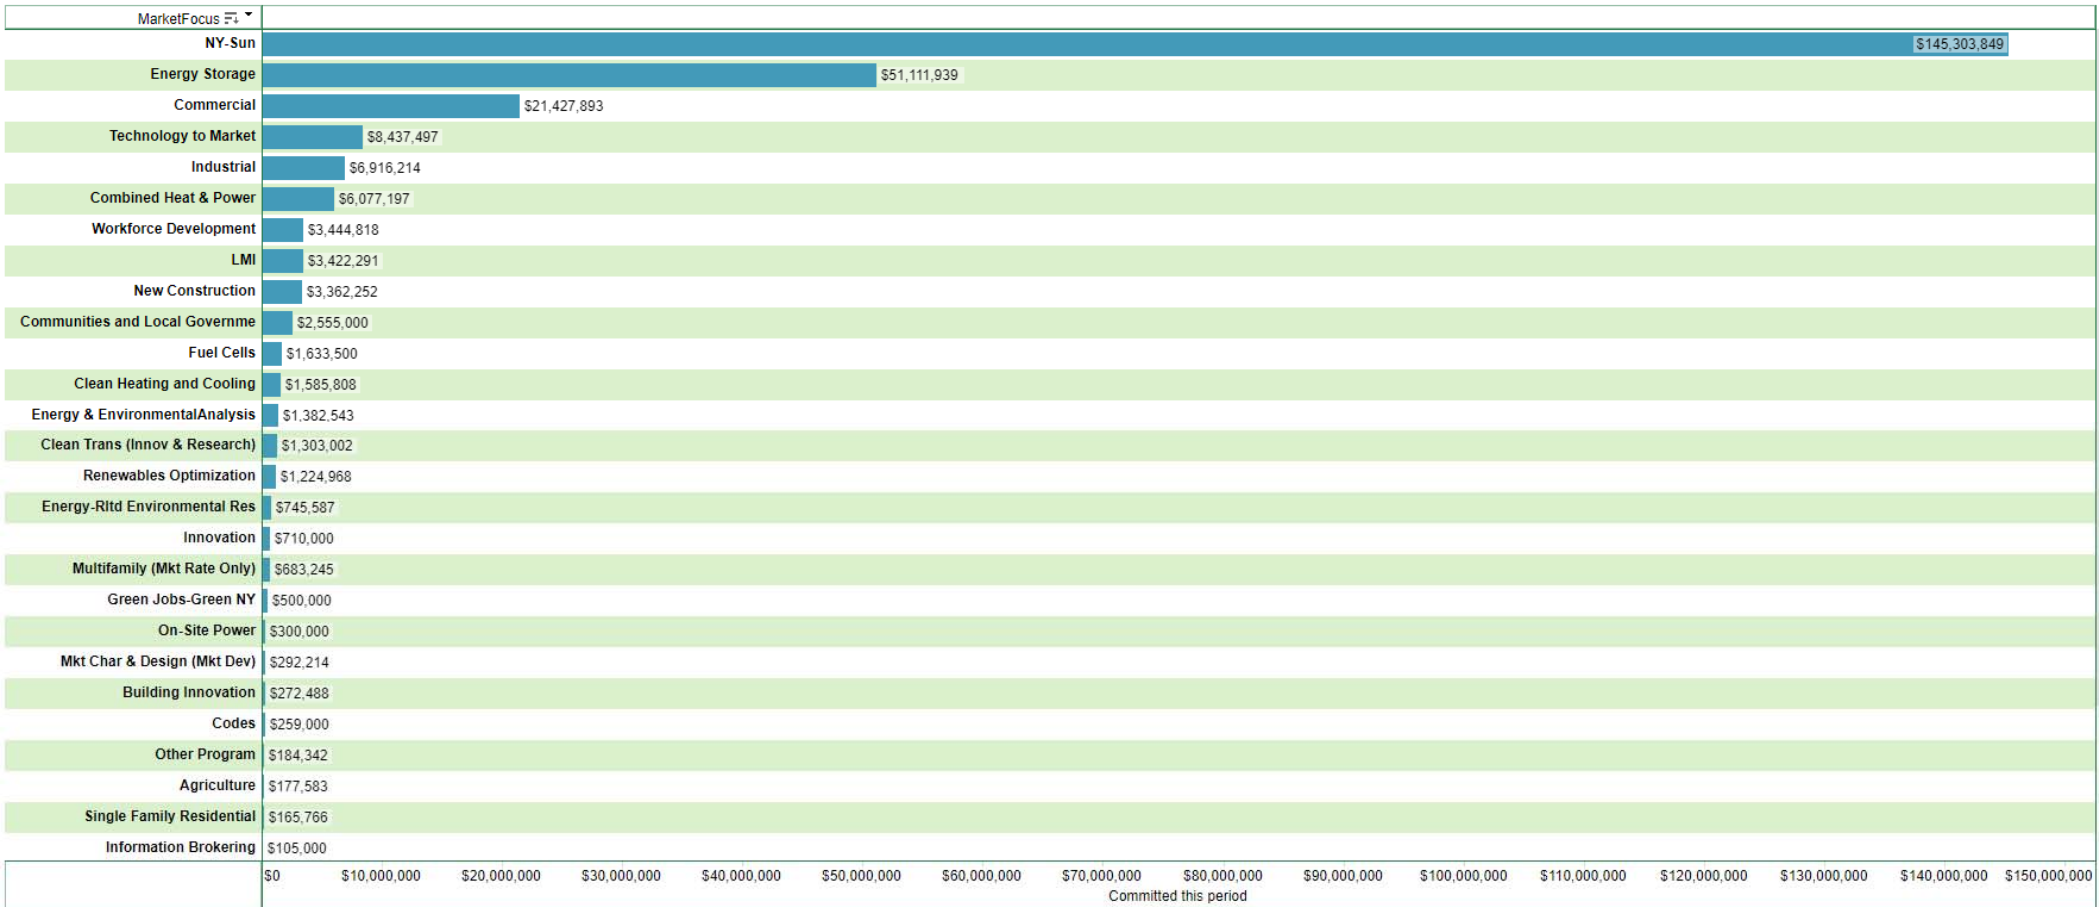 MarketFocus
NY-Sun $145,303,849
Energy Storage $51,111,939
Commercial $21,427,893
Technology to Market $8,437,497
Industrial $6,916,214
Combined Heat & Power $6,077,197
Workforce Development $3,444,818
LMI $3,422,291
New Construction $3,362,252
Communities and Local Governme $2,555,000
Fuel Cells $1,633,500
Clean Heating and Cooling $1,585,808
Energy & EnvironmentalAnalysis $1,382,543
Clean Trans (Innov & Research) $1,303,002
Renewables Optimization $1,224,968
Energy-Rltd Environmental Res $745,587
Innovation $710,000
Multifamily (Mkt Rate Only) $683,245
Green Jobs-Green NY $500,000
On-Site Power $300,000
Mkt Char & Design (Mkt Dev) $292,214
Building Innovation $272,488
Codes $259,000
Other Program $184,342
Agriculture $177,583
Single Family Residential $165,766
Information Brokering $105,000
$0 $10,000,000 $20,000,000 $30,000,000 $40,000,000 $50,000,000 $60,000,000 $70,000,000 $80,000,000 $90,000,000 $100,000,000 $110,000,000 $120,000,000 $130,000,000 $140,000,000 $150,000,000
Committed this period